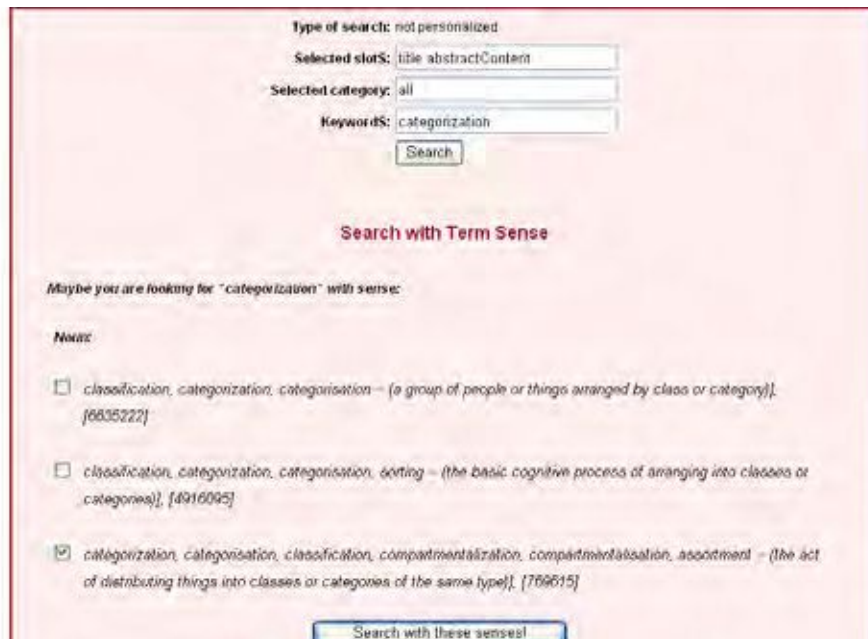 Type of search: not personalized
Selected slotS: title abstractContent
Selected category: all
KeywordS: categorization
Search
Search with Term Sense
Maybe you are looking for "categorization" with sense:
Noun:
classification, categorization, categorisation -- (a group of people or things arranged by class or category)],
[6635222]
classification, categorization, categorisation, sorting -- (the basic cognitive process of arranging into classes or
categories)], [4916095]
categorization, categorisation, classification, compartmentalization, compartmentalisation, assortment -- (the act
of distributing things into classes or categories of the same type)], [769615]
Search with these senses!